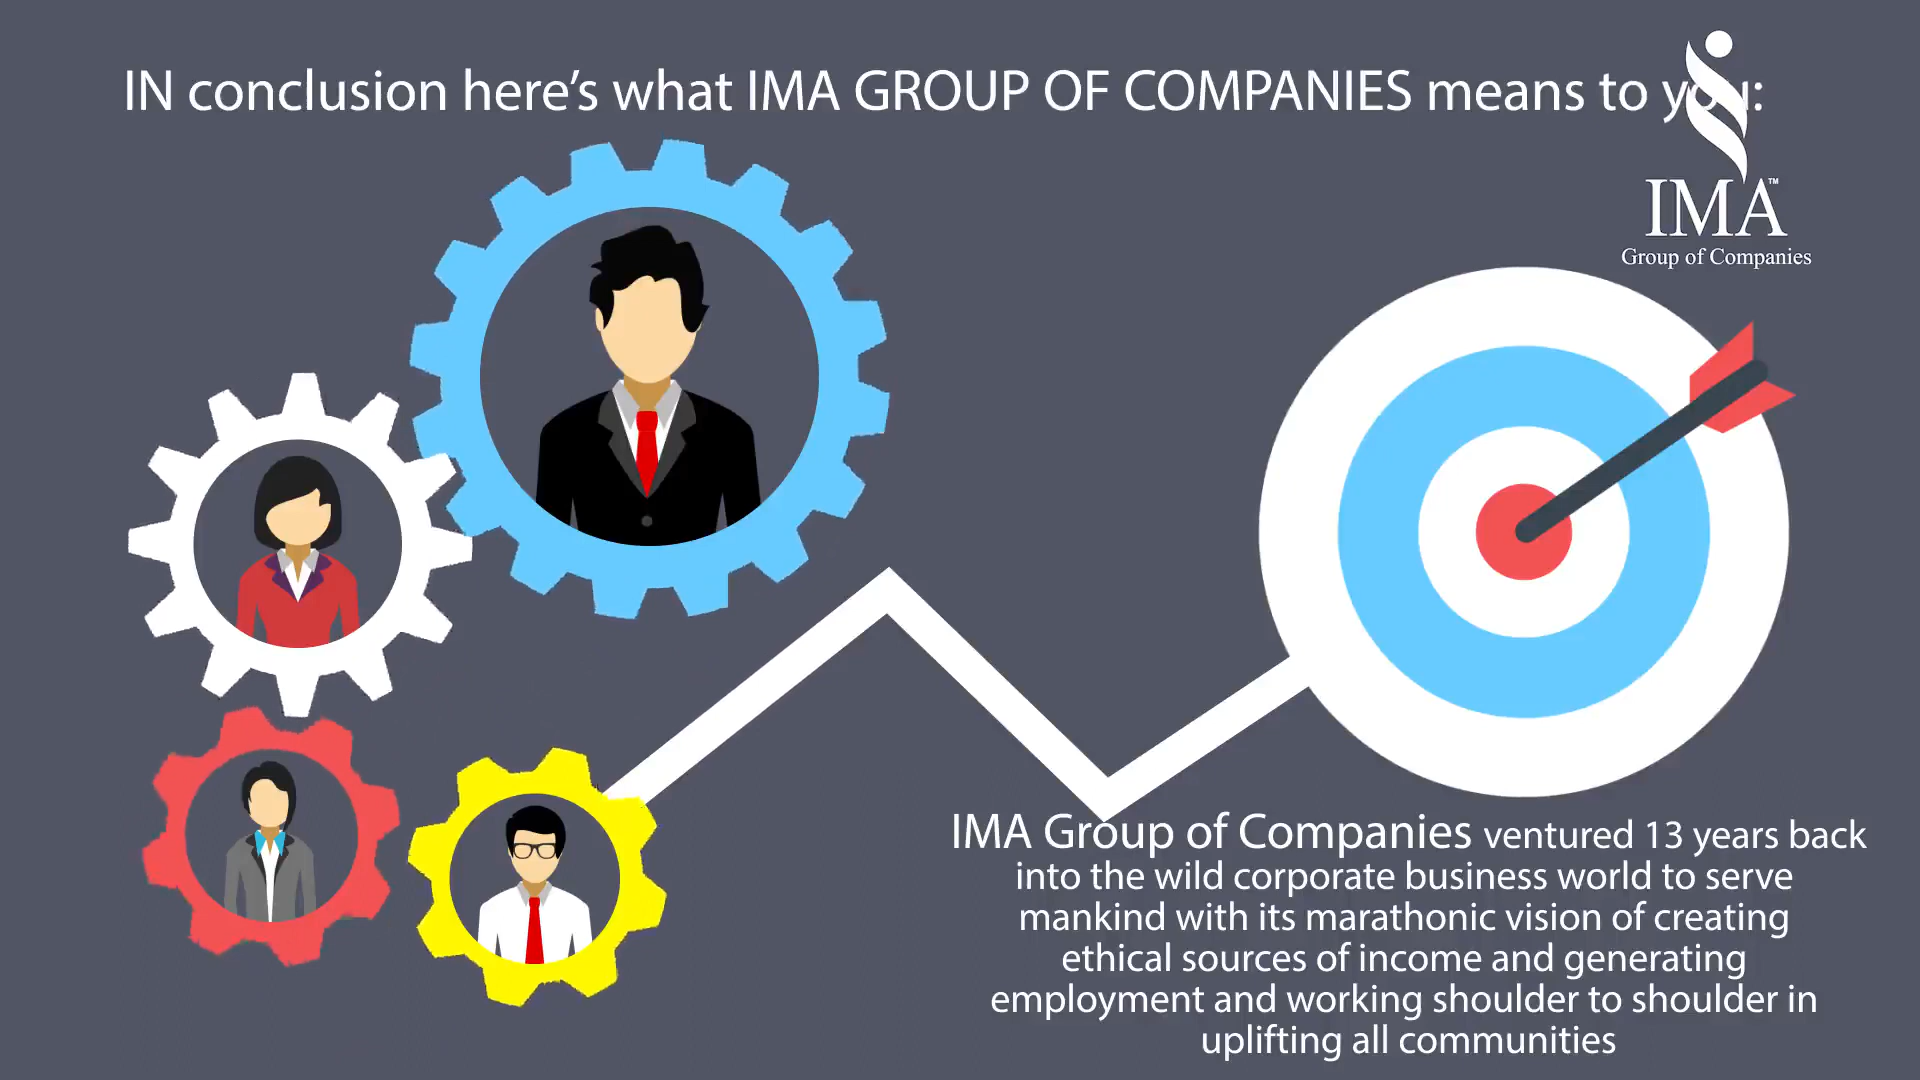 IN conclusion here's what IMA GROUP OF COMPANIES means to you:
IMA™
Group of Companies
IMA Group of Companies ventured 13 years back
into the wild corporate business world to serve
mankind with its marathonic vision of creating
ethical sources of income and generating
employment and working shoulder to shoulder in
uplifting all communities